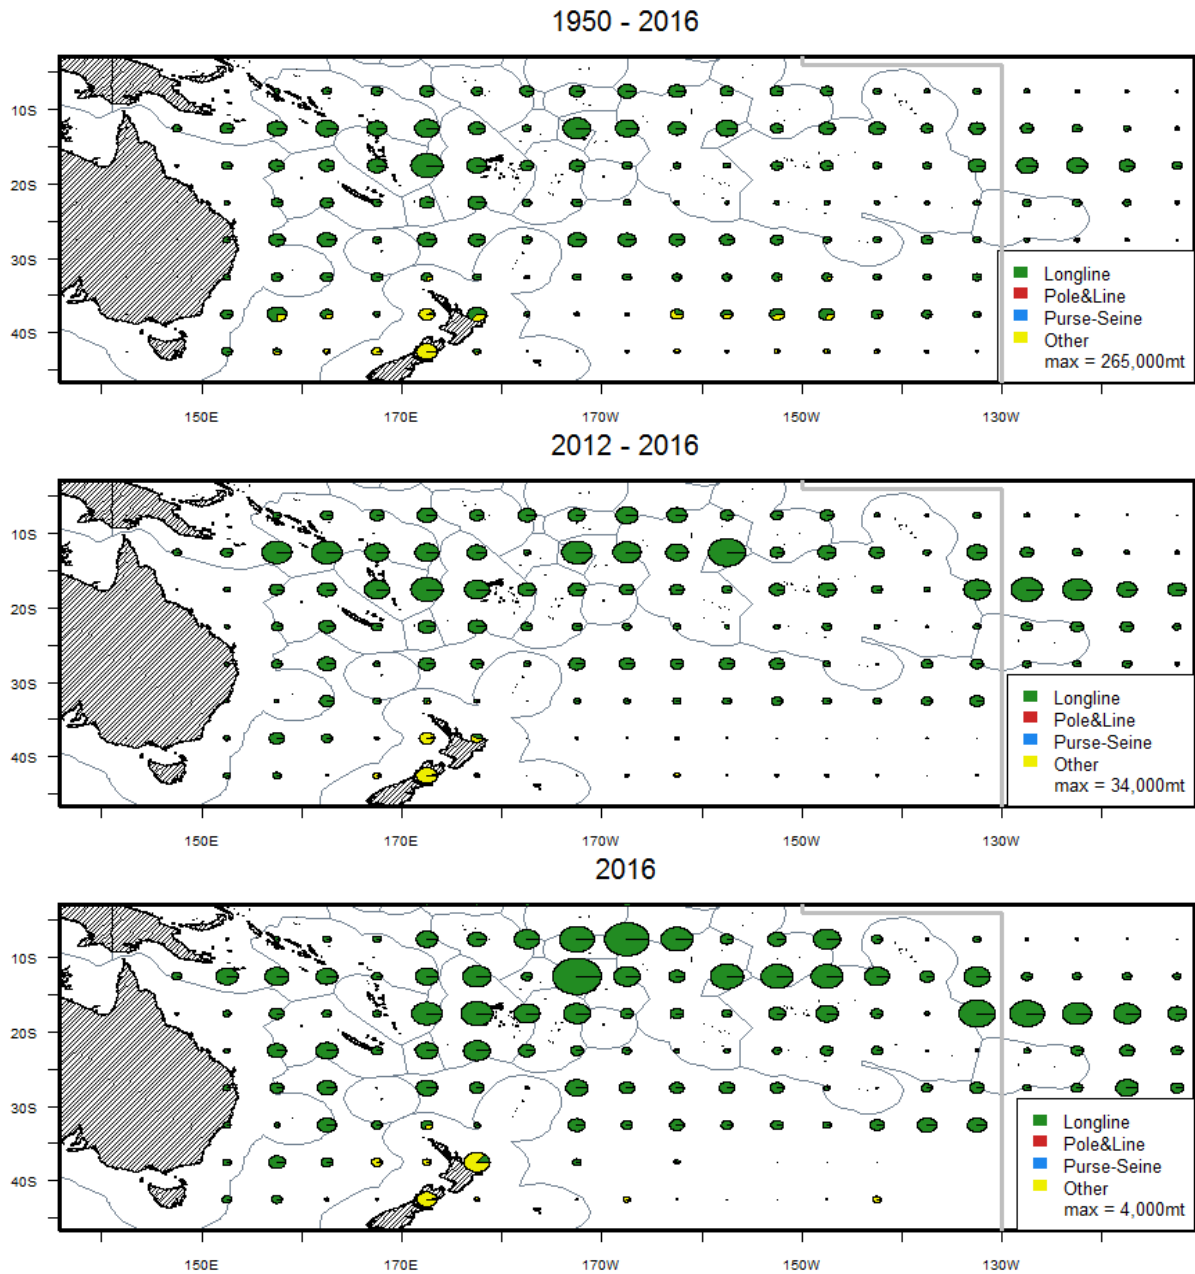 1950 - 2016
10S
20S
30S
40S
Longline
Pole&Line
Purse-Seine
Other
max = 265,000mt
150E
170E
170W
150W
130W
2012 - 2016
10S
20S
30S
40S
Longline
Pole&Line
Purse-Seine
Other
max = 34,000mt
150E
170E
170W
150W
130W
2016
10S
20S
30S
40S
Longline
Pole&Line
Purse-Seine
Other
max = 4,000mt
150E
170E
170W
150W
130W